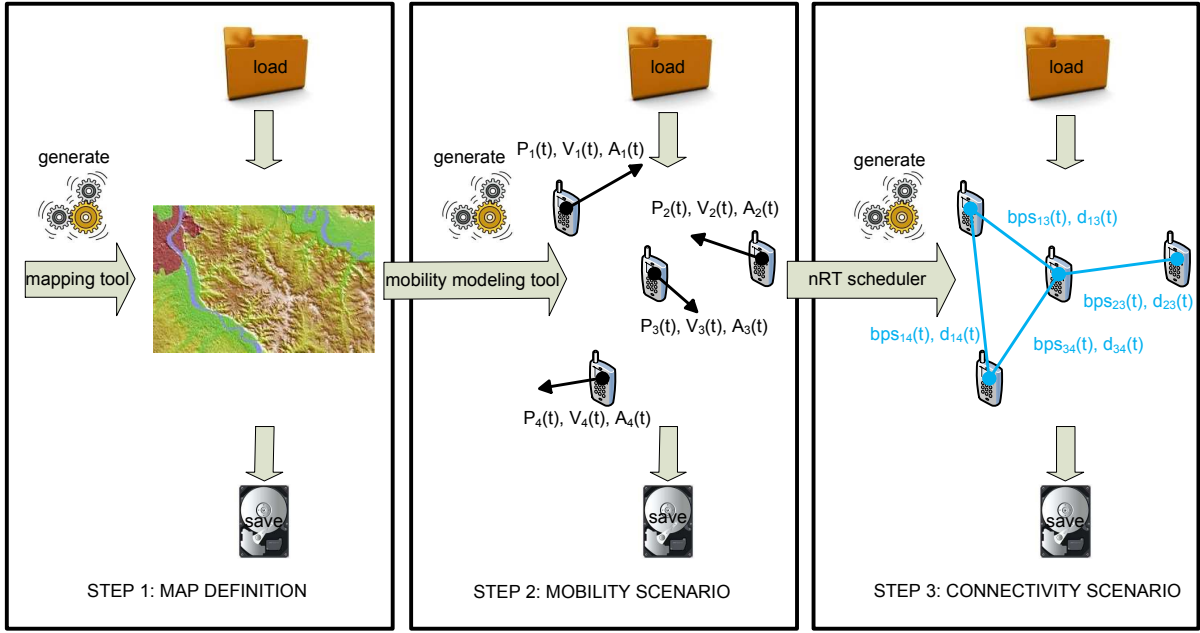 load
generate
mapping tool
save
STEP 1: MAP DEFINITION
load
generate
mobility modeling tool
P₁(t), V₁(t), A₁(t)
P₂(t), V₂(t), A₂(t)
P₃(t), V₃(t), A₃(t)
P₄(t), V₄(t), A₄(t)
save
STEP 2: MOBILITY SCENARIO
load
generate
nRT scheduler
bps₁₃(t), d₁₃(t)
bps₂₃(t), d₂₃(t)
bps₁₄(t), d₁₄(t)
bps₃₄(t), d₃₄(t)
save
STEP 3: CONNECTIVITY SCENARIO